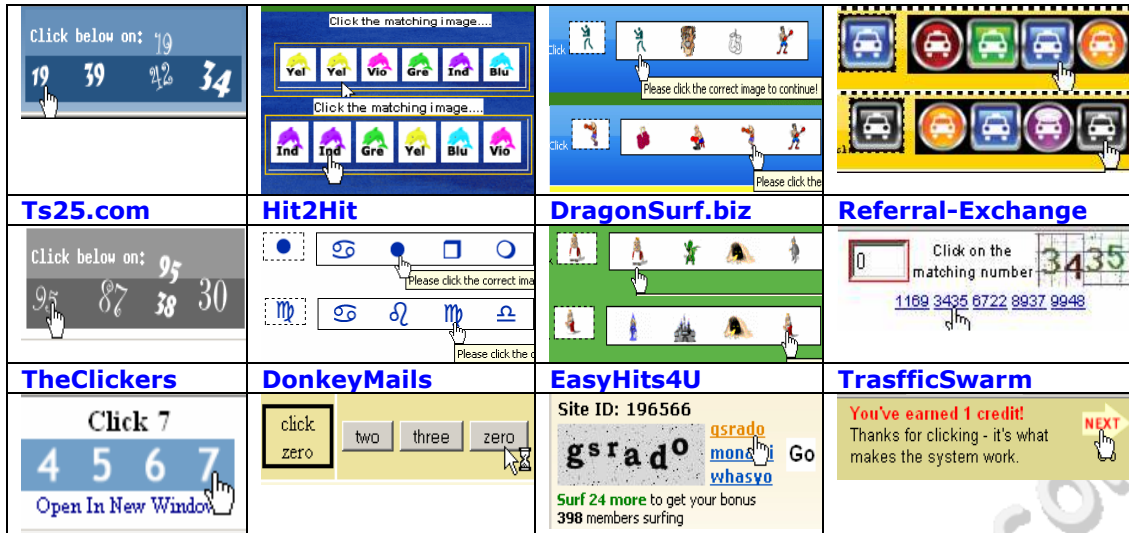 Click below on: 19
19 39 42 34
Click the matching image....
Yel Yel Vio Gre Ind Blu
Click the matching image....
Ind Ind Gre Yel Blu Vio
Click
Please click the correct image to continue!
Click
Please click the
Ts25.com
Hit2Hit
DragonSurf.biz
Referral-Exchange
Click below on: 95
95 87 38 30
Please click the correct ima
Please click the c
0
Click on the
matching number
3435
1169 3435 6722 8937 9948
TheClickers
DonkeyMails
EasyHits4U
TrasfficSwarm
Click 7
4 5 6 7
Open In New Window
click
zero
two three zero
Site ID: 196566
gsrado
gsrado
whasyo
Go
Surf 24 more to get your bonus
398 members surfing
You've earned 1 credit!
Thanks for clicking - it's what
makes the system work.
NEXT